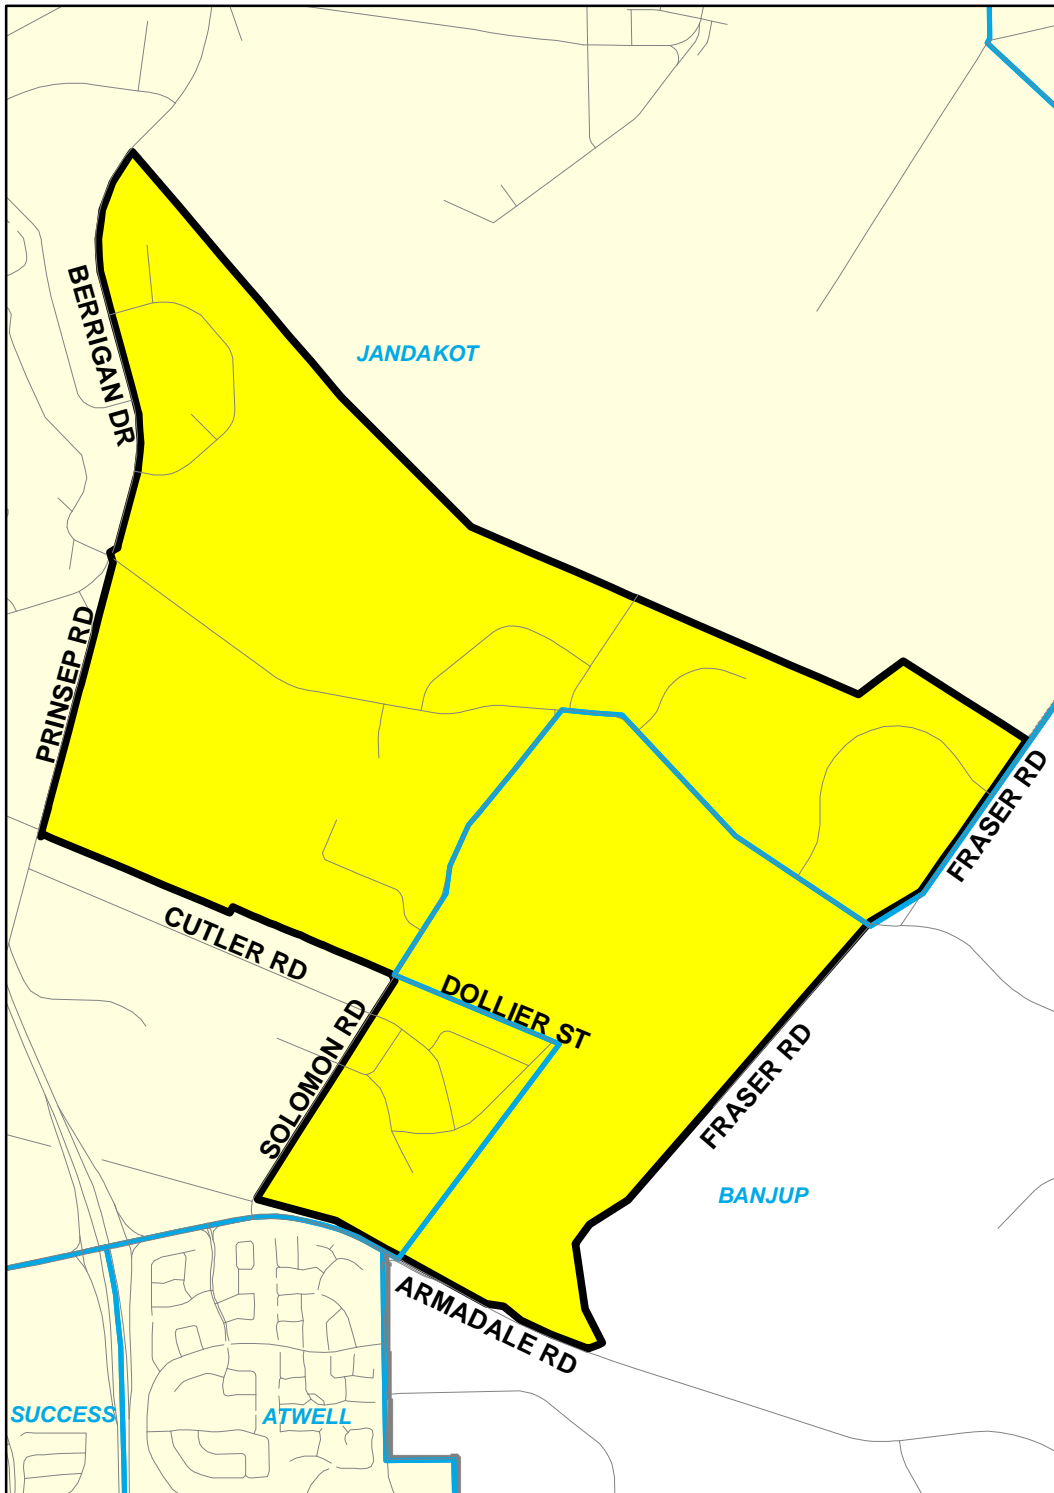 BERRIGAN DR
JANDAKOT
PRINSEP RD
FRASER RD
CUTLER RD
DOLLIER ST
SOLOMON RD
FRASER RD
BANJUP
ARMADALE RD
SUCCESS
ATWELL